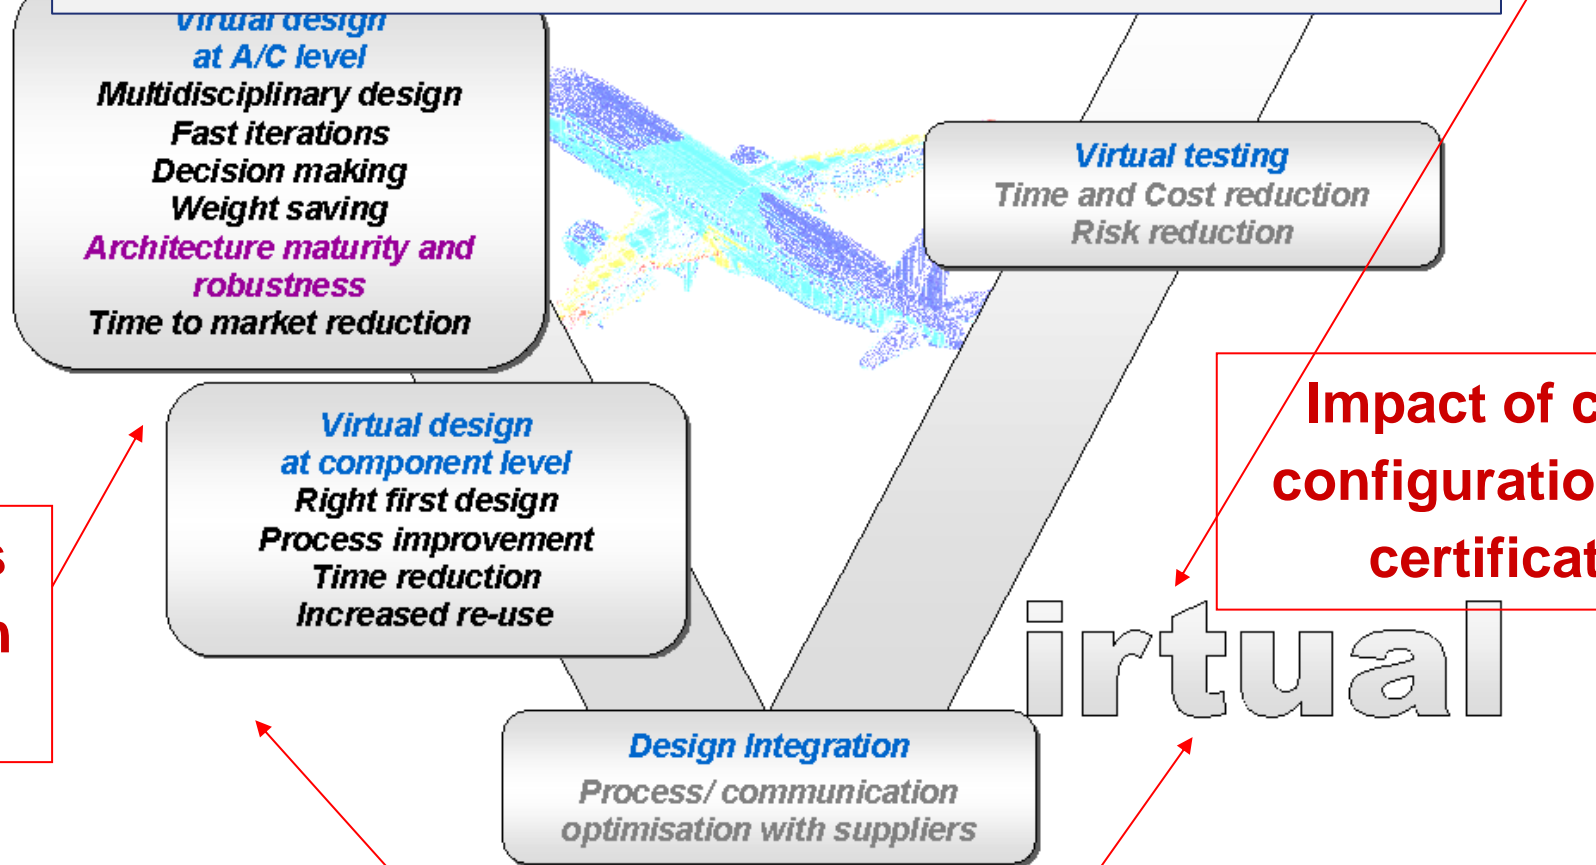 Virtual design
at A/C level
Multidisciplinary design
Fast iterations
Decision making
Weight saving
Architecture maturity and
robustness
Time to market reduction
Virtual testing
Time and Cost reduction
Risk reduction
Virtual design
at component level
Right first design
Process improvement
Time reduction
Increased re-use
Impact of
irtual
Design Integration
Process/ communication
optimisation with suppliers